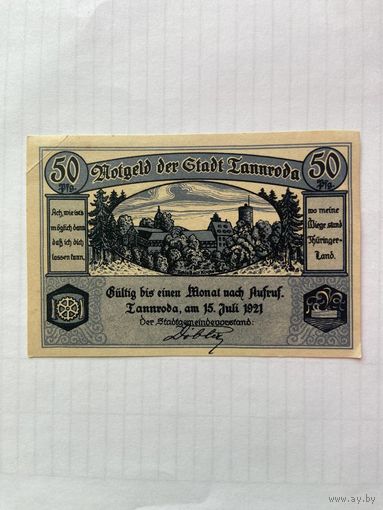 50 Pfg.
Notgeld der Stadt Tannroda
50 Pfg.
Ach, wie ists
möglich dann
daß ich dich
lassen kann,
wo meine
Wiege stand
Thüringer-
Land.
Gültig bis einen Monat nach Aufruf.
Tannroda, am 15. Juli 1921
Der Stadtgemeindevorstand:
www.ay.by